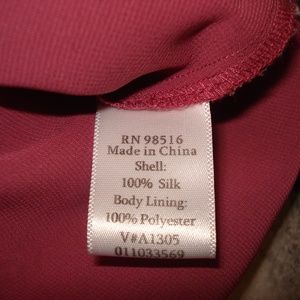 RN 98516
Made in China
Shell:
100% Silk
Body Lining:
100% Polyester
V#A1305
011033569